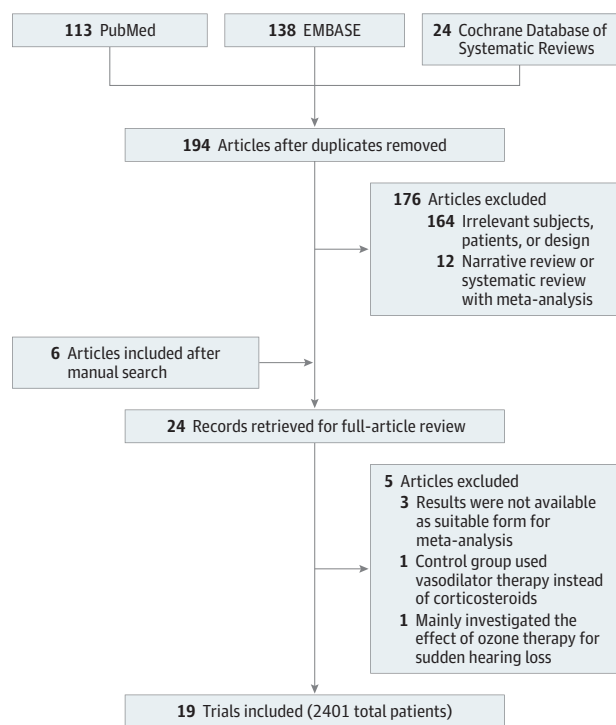 113 PubMed
138 EMBASE
24 Cochrane Database of
Systematic Reviews
194 Articles after duplicates removed
176 Articles excluded
164 Irrelevant subjects,
patients, or design
12 Narrative review or
systematic review
with meta-analysis
6 Articles included after
manual search
24 Records retrieved for full-article review
5 Articles excluded
3 Results were not available
as suitable form for
meta-analysis
1 Control group used
vasodilator therapy instead
of corticosteroids
1 Mainly investigated the
effect of ozone therapy for
sudden hearing loss
19 Trials included (2401 total patients)